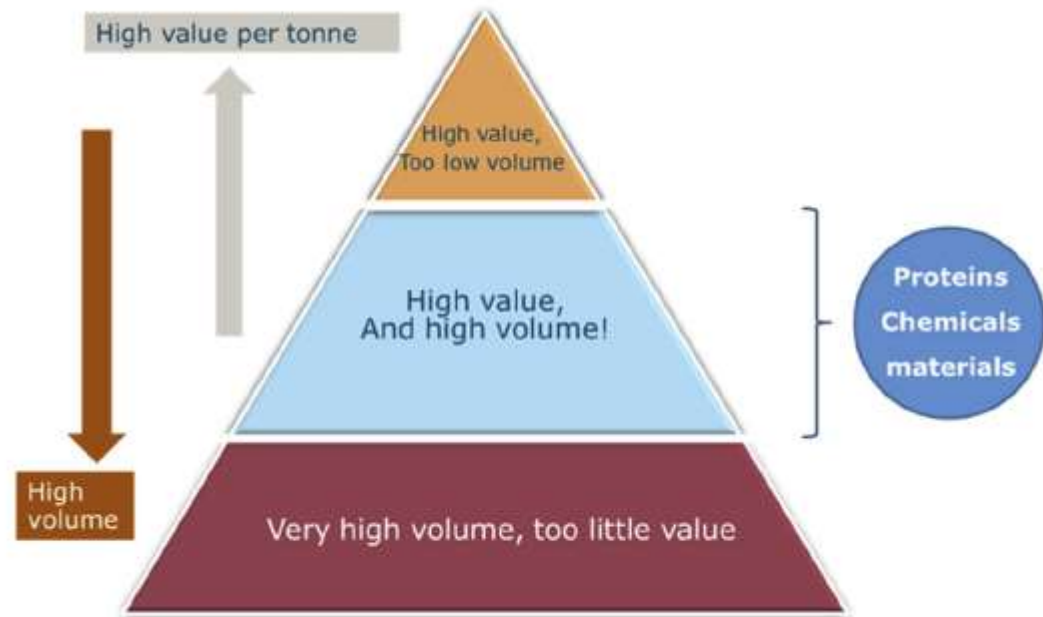 High value per tonne
High value,
Too low volume
High value,
And high volume!
Proteins
Chemicals
materials
High
volume
Very high volume, too little value